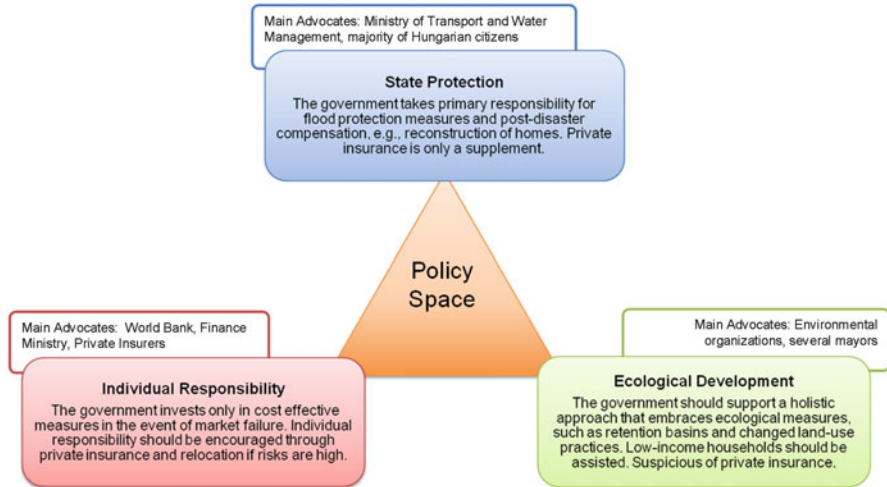 Main Advocates: Ministry of Transport and Water
Management, majority of Hungarian citizens
State Protection
The government takes primary responsibility for
flood protection measures and post-disaster
compensation, e.g., reconstruction of homes. Private
insurance is only a supplement.
Policy
Space
Main Advocates: World Bank, Finance
Ministry, Private Insurers
Individual Responsibility
The government invests only in cost effective
measures in the event of market failure. Individual
responsibility should be encouraged through
private insurance and relocation if risks are high.
Main Advocates: Environmental
organizations, several mayors
Ecological Development
The government should support a holistic
approach that embraces ecological measures,
such as retention basins and changed land-use
practices. Low-income households should be
assisted. Suspicious of private insurance.